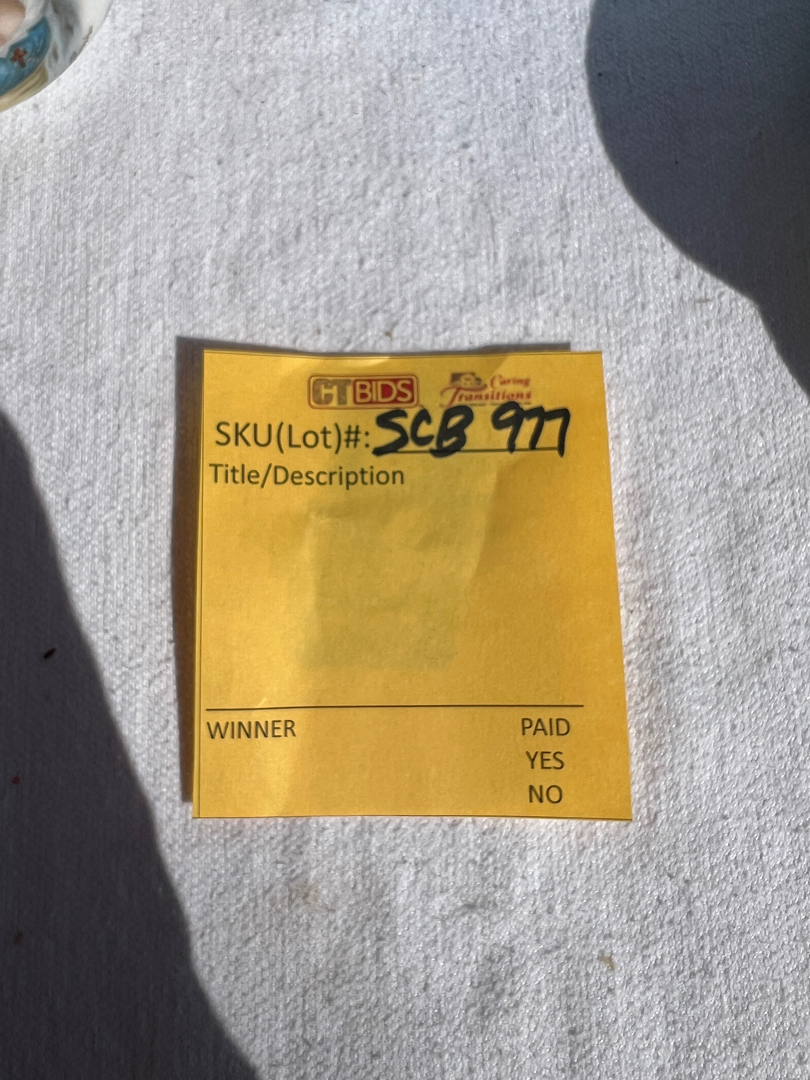 CTBIDS Caring Transitions
SKU(Lot)#: SCB 977
Title/Description
WINNER PAID
YES
NO